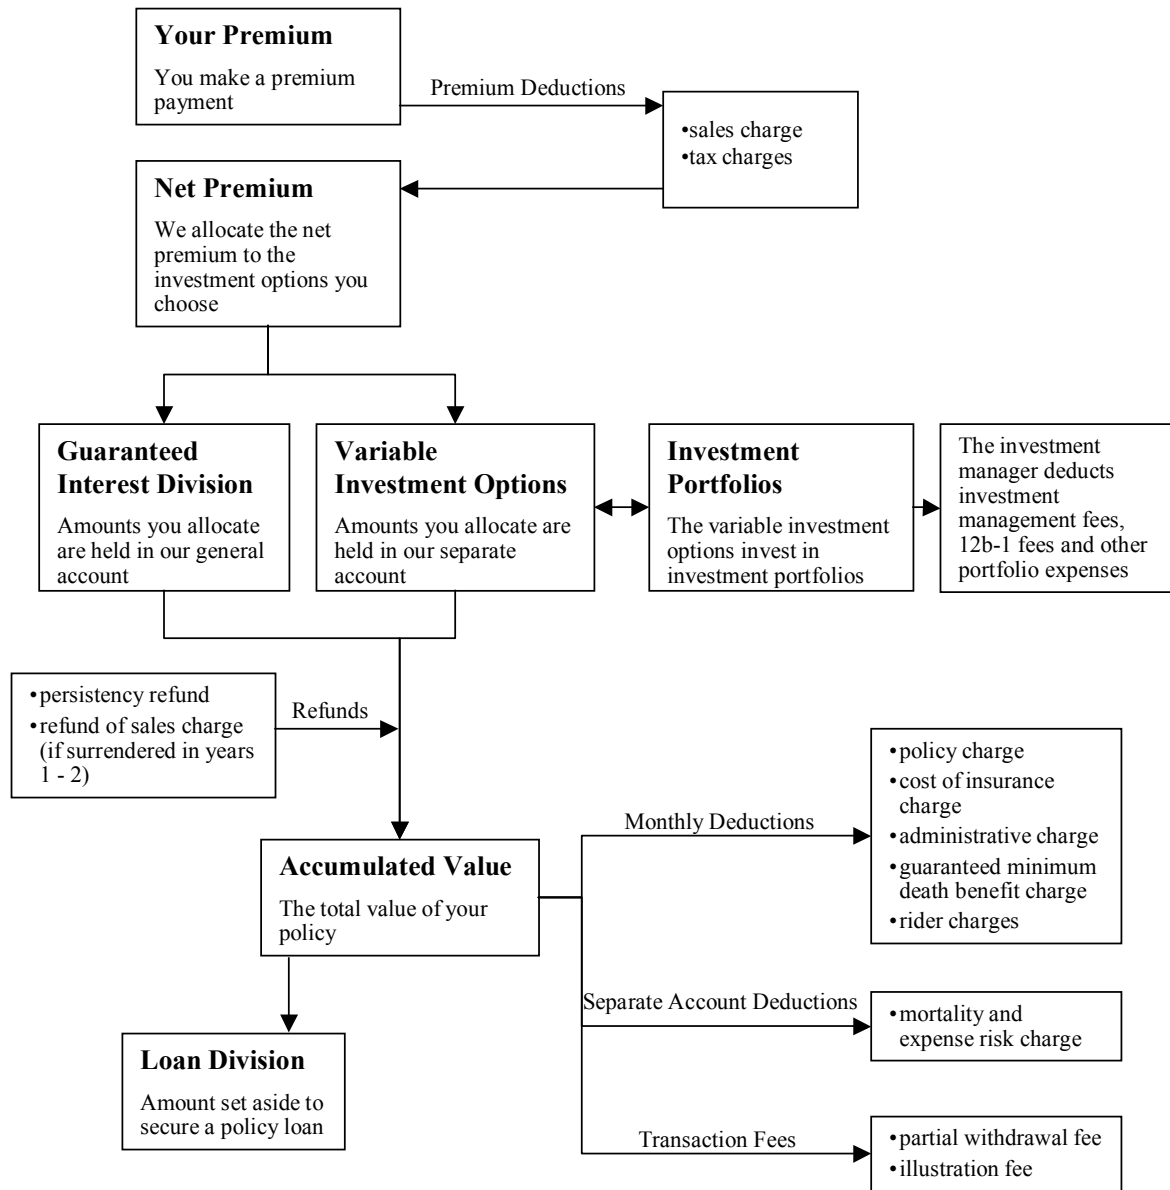 Your Premium
You make a premium
payment
Premium Deductions
•sales charge
•tax charges
Net Premium
We allocate the net
premium to the
investment options you
choose
Guaranteed
Interest Division
Amounts you allocate
are held in our general
account
Variable
Investment Options
Amounts you allocate are
held in our separate
account
Investment
Portfolios
The variable investment
options invest in
investment portfolios
The investment
manager deducts
investment
management fees,
12b-1 fees and other
portfolio expenses
•persistency refund
•refund of sales charge
(if surrendered in years
1 - 2)
Refunds
Accumulated Value
The total value of your
policy
Monthly Deductions
•policy charge
•cost of insurance
charge
•administrative charge
•guaranteed minimum
death benefit charge
•rider charges
Separate Account Deductions
•mortality and
expense risk charge
Loan Division
Amount set aside to
secure a policy loan
Transaction Fees
•partial withdrawal fee
•illustration fee